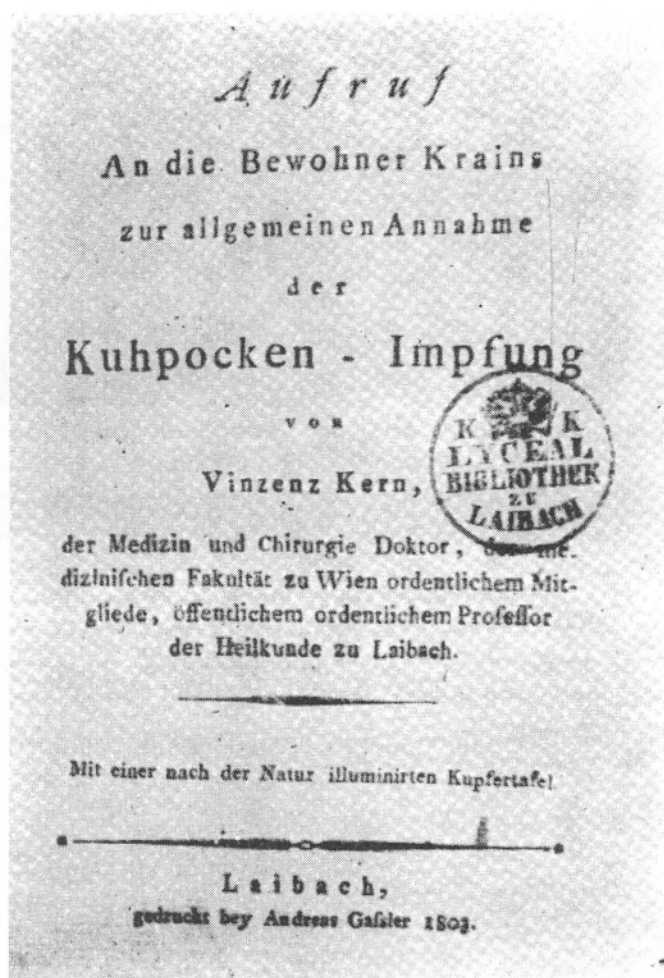 Aufruf
An die Bewohner Krains
zur allgemeinen Annahme
der
Kuhpocken - Impfung
von
Vinzenz Kern,
K K
LYCEAL
BIBLIOTHEK
ZU
LAIBACH
der Medizin und Chirurgie Doktor, der me-
diziniſchen Fakultät zu Wien ordentlichem Mit-
gliede, öffentlichem ordentlichem Profeſſor
der Heilkunde zu Laibach.
Mit einer nach der Natur illuminirten Kupfertafel
Laibach,
gedruckt bey Andreas Gaſsler 1803.